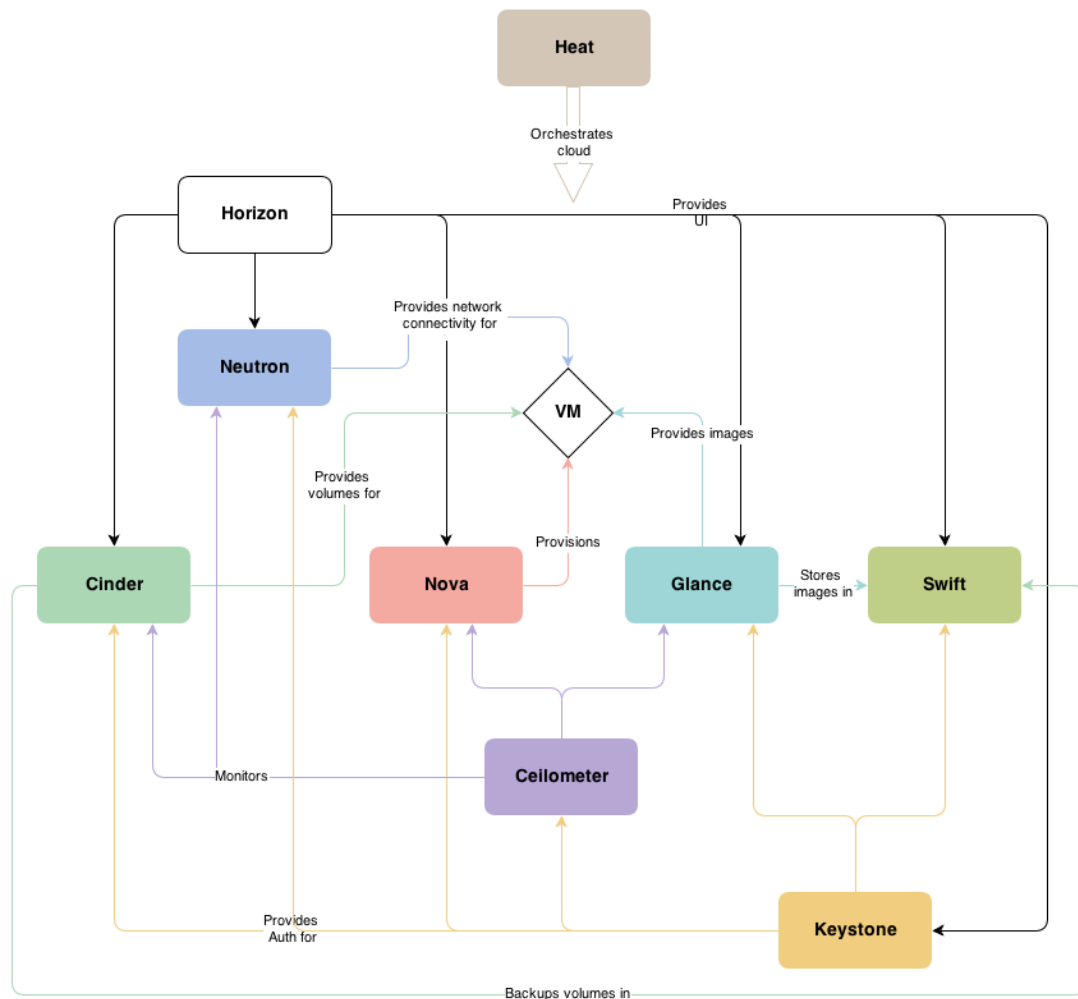 Heat
Orchestrates
cloud
Horizon
Provides
UI
Provides network
connectivity for
Neutron
VM
Provides images
Provides
volumes for
Provisions
Cinder
Nova
Glance
Stores
images in
Swift
Ceilometer
Monitors
Provides
Auth for
Keystone
Backups volumes in